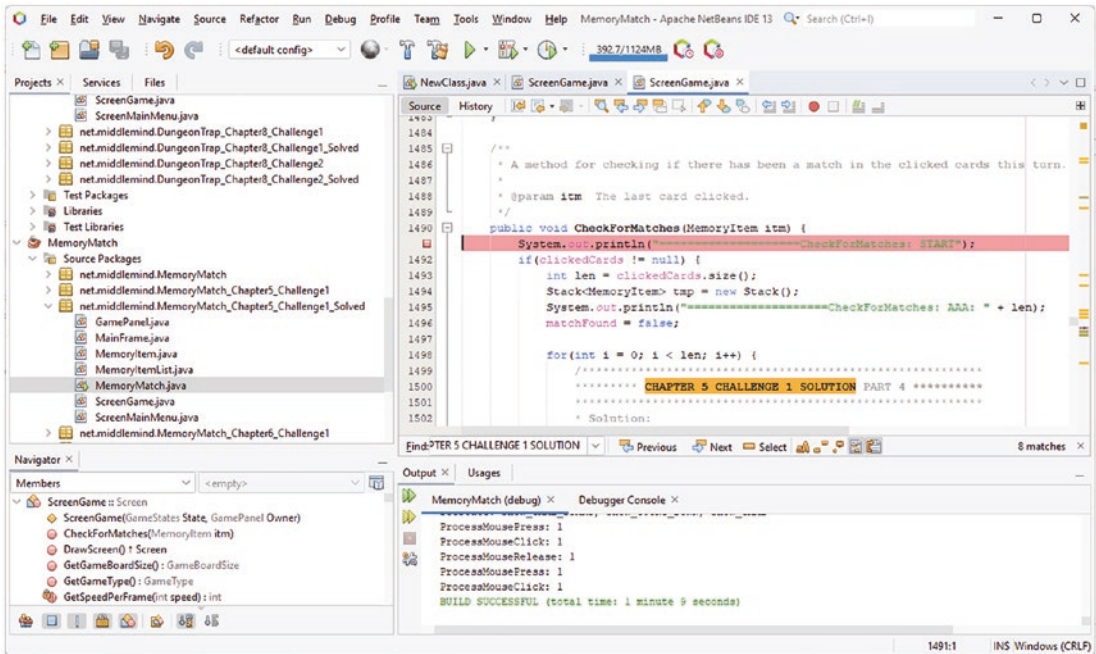 File Edit View Navigate Source Refactor Run Debug Profile Team Tools Window Help MemoryMatch - Apache NetBeans IDE 13 Search (Ctrl+I)
<default config> 392.7/1124MB
Projects Services Files
ScreenGame.java
ScreenMainMenu.java
net.middlemind.DungeonTrap_Chapter8_Challenge1
net.middlemind.DungeonTrap_Chapter8_Challenge1_Solved
net.middlemind.DungeonTrap_Chapter8_Challenge2
net.middlemind.DungeonTrap_Chapter8_Challenge2_Solved
Test Packages
Libraries
Test Libraries
MemoryMatch
Source Packages
net.middlemind.MemoryMatch
net.middlemind.MemoryMatch_Chapter5_Challenge1
net.middlemind.MemoryMatch_Chapter5_Challenge1_Solved
GamePanel.java
MainFrame.java
MemoryItem.java
MemoryItemList.java
MemoryMatch.java
ScreenGame.java
ScreenMainMenu.java
net.middlemind.MemoryMatch_Chapter6_Challenge1
Navigator
Members <empty>
ScreenGame :: Screen
ScreenGame(GameStates State, GamePanel Owner)
CheckForMatches(MemoryItem itm)
DrawScreen() ↑ Screen
GetGameBoardSize() : GameBoardSize
GetGameType() : GameType
GetSpeedPerFrame(int speed) : int
NewClass.java ScreenGame.java ScreenGame.java
Source History
1483 }
1484
1485 /**
1486 * A method for checking if there has been a match in the clicked cards this turn.
1487 *
1488 * @param itm The last card clicked.
1489 */
1490 public void CheckForMatches(MemoryItem itm) {
System.out.println("====================CheckForMatches: START");
1492 if(clickedCards != null) {
1493 int len = clickedCards.size();
1494 Stack<MemoryItem> tmp = new Stack();
1495 System.out.println("====================CheckForMatches: AAA: " + len);
1496 matchFound = false;
1497
1498 for(int i = 0; i < len; i++) {
1499 /********************************************************
1500 ********* CHAPTER 5 CHALLENGE 1 SOLUTION PART 4 **********
1501 *********************************************************
1502 * Solution:
Find: PTER 5 CHALLENGE 1 SOLUTION Previous Next Select 8 matches
Output Usages
MemoryMatch (debug) Debugger Console
ProcessMousePress: 1
ProcessMouseClick: 1
ProcessMouseRelease: 1
ProcessMousePress: 1
ProcessMouseClick: 1
BUILD SUCCESSFUL (total time: 1 minute 9 seconds)
1491:1 INS Windows (CRLF)